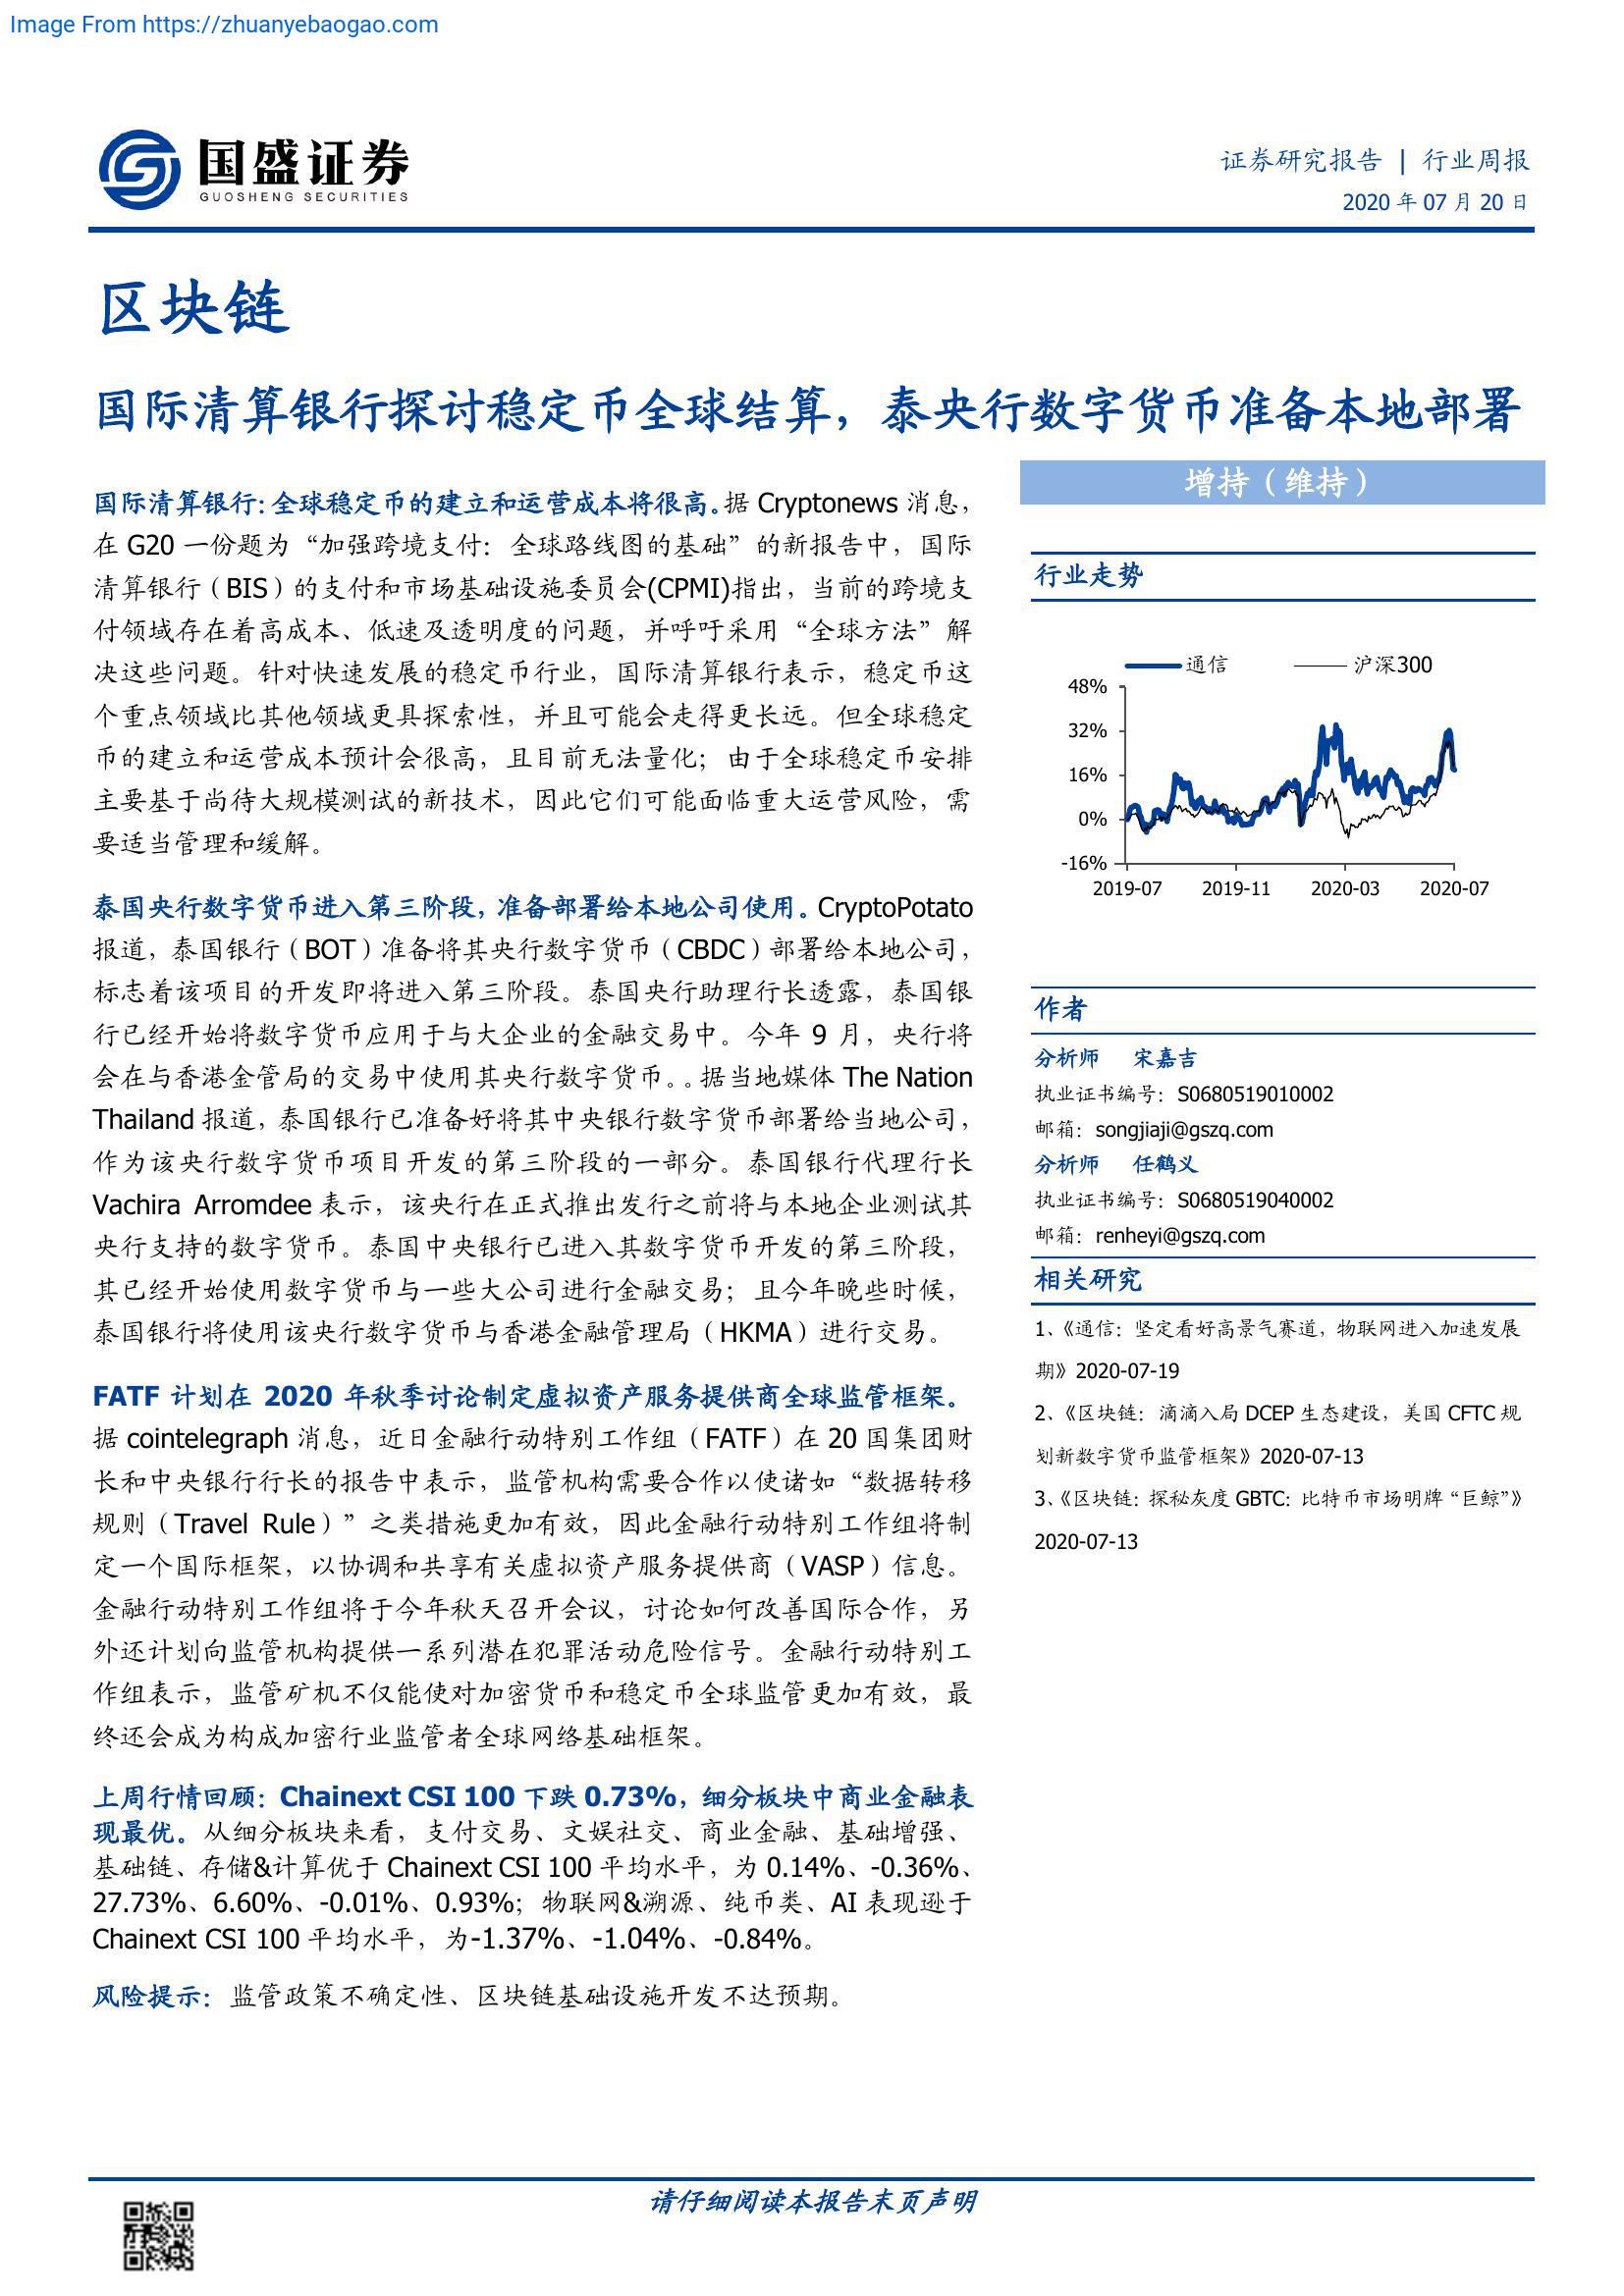 Image From https://zhuanyebaogao.com
国盛证券
GUOSHENG SECURITIES
证券研究报告 | 行业周报
2020 年 07 月 20 日
区块链
国际清算银行探讨稳定币全球结算，泰央行数字货币准备本地部署
国际清算银行：全球稳定币的建立和运营成本将很高。据 Cryptonews 消息，
在 G20 一份题为“加强跨境支付：全球路线图的基础”的新报告中，国际
清算银行（BIS）的支付和市场基础设施委员会(CPMI)指出，当前的跨境支
付领域存在着高成本、低速及透明度的问题，并呼吁采用“全球方法”解
决这些问题。针对快速发展的稳定币行业，国际清算银行表示，稳定币这
个重点领域比其他领域更具探索性，并且可能会走得更长远。但全球稳定
币的建立和运营成本预计会很高，且目前无法量化；由于全球稳定币安排
主要基于尚待大规模测试的新技术，因此它们可能面临重大运营风险，需
要适当管理和缓解。
泰国央行数字货币进入第三阶段，准备部署给本地公司使用。CryptoPotato
报道，泰国银行（BOT）准备将其央行数字货币（CBDC）部署给本地公司，
标志着该项目的开发即将进入第三阶段。泰国央行助理行长透露，泰国银
行已经开始将数字货币应用于与大企业的金融交易中。今年 9 月，央行将
会在与香港金管局的交易中使用其央行数字货币。。据当地媒体 The Nation
Thailand 报道，泰国银行已准备好将其中央银行数字货币部署给当地公司，
作为该央行数字货币项目开发的第三阶段的一部分。泰国银行代理行长
Vachira Arromdee 表示，该央行在正式推出发行之前将与本地企业测试其
央行支持的数字货币。泰国中央银行已进入其数字货币开发的第三阶段，
其已经开始使用数字货币与一些大公司进行金融交易；且今年晚些时候，
泰国银行将使用该央行数字货币与香港金融管理局（HKMA）进行交易。
FATF 计划在 2020 年秋季讨论制定虚拟资产服务提供商全球监管框架。
据 cointelegraph 消息，近日金融行动特别工作组（FATF）在 20 国集团财
长和中央银行行长的报告中表示，监管机构需要合作以使诸如“数据转移
规则（Travel Rule）”之类措施更加有效，因此金融行动特别工作组将制
定一个国际框架，以协调和共享有关虚拟资产服务提供商（VASP）信息。
金融行动特别工作组将于今年秋天召开会议，讨论如何改善国际合作，另
外还计划向监管机构提供一系列潜在犯罪活动危险信号。金融行动特别工
作组表示，监管矿机不仅能使对加密货币和稳定币全球监管更加有效，最
终还会成为构成加密行业监管者全球网络基础框架。
上周行情回顾：Chainext CSI 100 下跌 0.73%，细分板块中商业金融表
现最优。从细分板块来看，支付交易、文娱社交、商业金融、基础增强、
基础链、存储&计算优于 Chainext CSI 100 平均水平，为 0.14%、-0.36%、
27.73%、6.60%、-0.01%、0.93%；物联网&溯源、纯币类、AI 表现逊于
Chainext CSI 100 平均水平，为-1.37%、-1.04%、-0.84%。
风险提示：监管政策不确定性、区块链基础设施开发不达预期。
增持（维持）
行业走势
通信 沪深300
48%
32%
16%
0%
-16%
2019-07 2019-11 2020-03 2020-07
作者
分析师 宋嘉吉
执业证书编号：S0680519010002
邮箱：songjiaji@gszq.com
分析师 任鹤义
执业证书编号：S0680519040002
邮箱：renheyi@gszq.com
相关研究
1、《通信：坚定看好高景气赛道，物联网进入加速发展
期》2020-07-19
2、《区块链：滴滴入局 DCEP 生态建设，美国 CFTC 规
划新数字货币监管框架》2020-07-13
3、《区块链：探秘灰度 GBTC：比特币市场明牌“巨鲸”》
2020-07-13
请仔细阅读本报告末页声明